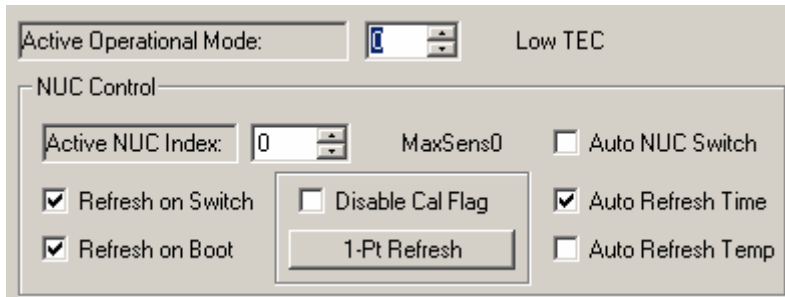 Active Operational Mode: 0 Low TEC
NUC Control
Active NUC Index: 0 MaxSens0 Auto NUC Switch
Refresh on Switch Disable Cal Flag Auto Refresh Time
Refresh on Boot 1-Pt Refresh Auto Refresh Temp